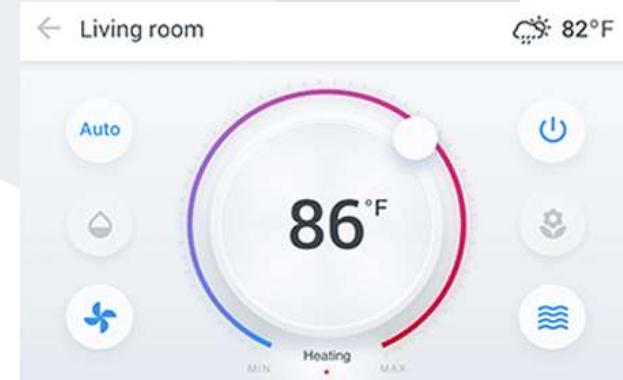 Living room
82°F
Auto
86°F
Heating
MIN
MAX